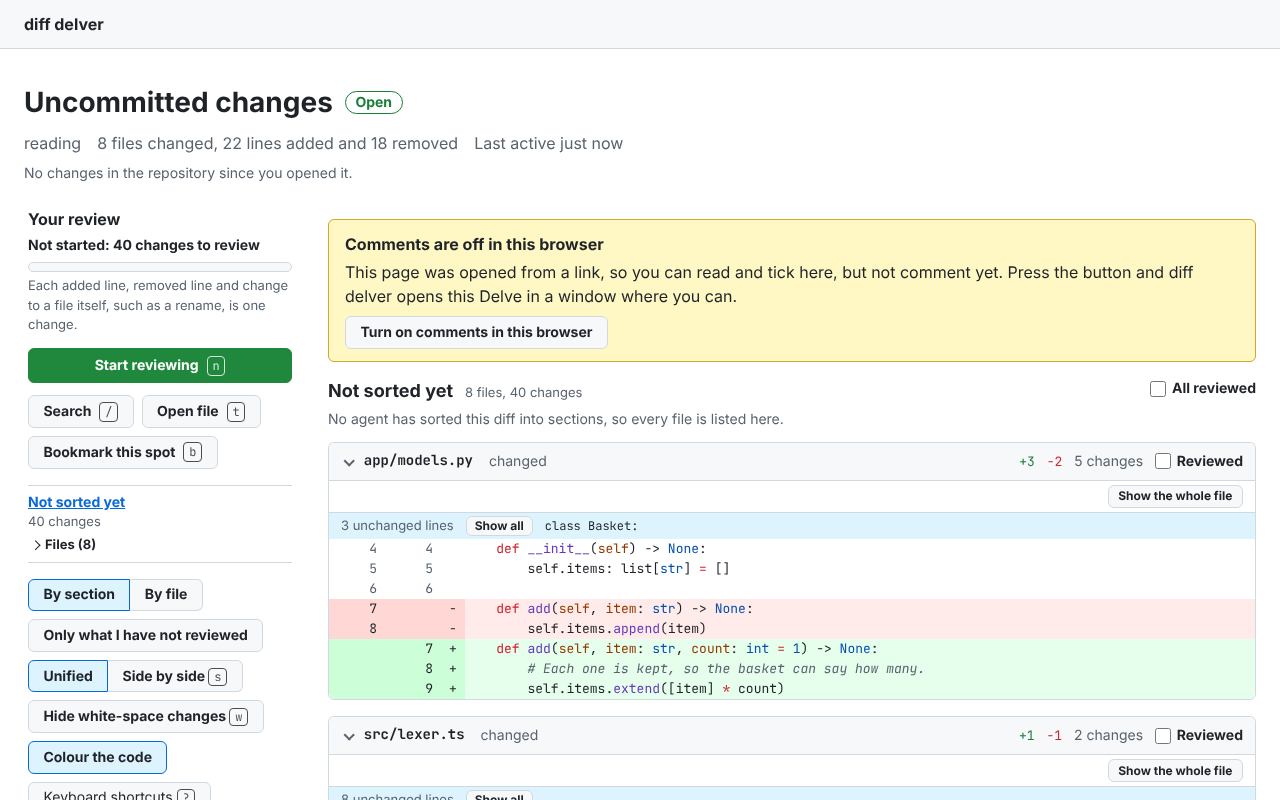 diff delver
Uncommitted changes Open
reading 8 files changed, 22 lines added and 18 removed Last active just now
No changes in the repository since you opened it.
Your review
Not started: 40 changes to review
Each added line, removed line and change
to a file itself, such as a rename, is one
change.
Start reviewing n
Search / Open file t
Bookmark this spot b
Not sorted yet
40 changes
Files (8)
By section By file
Only what I have not reviewed
Unified Side by side s
Hide white-space changes w
Colour the code
Keyboard shortcuts ?
Comments are off in this browser
This page was opened from a link, so you can read and tick here, but not comment yet. Press the button and diff
delver opens this Delve in a window where you can.
Turn on comments in this browser
Not sorted yet 8 files, 40 changes All reviewed
No agent has sorted this diff into sections, so every file is listed here.
app/models.py changed +3 -2 5 changes Reviewed
Show the whole file
3 unchanged lines Show all class Basket:
4 4 def __init__(self) -> None:
5 5 self.items: list[str] = []
6 6
7 - def add(self, item: str) -> None:
8 - self.items.append(item)
7 + def add(self, item: str, count: int = 1) -> None:
8 + # Each one is kept, so the basket can say how many.
9 + self.items.extend([item] * count)
src/lexer.ts changed +1 -1 2 changes Reviewed
Show the whole file
8 unchanged lines Show all